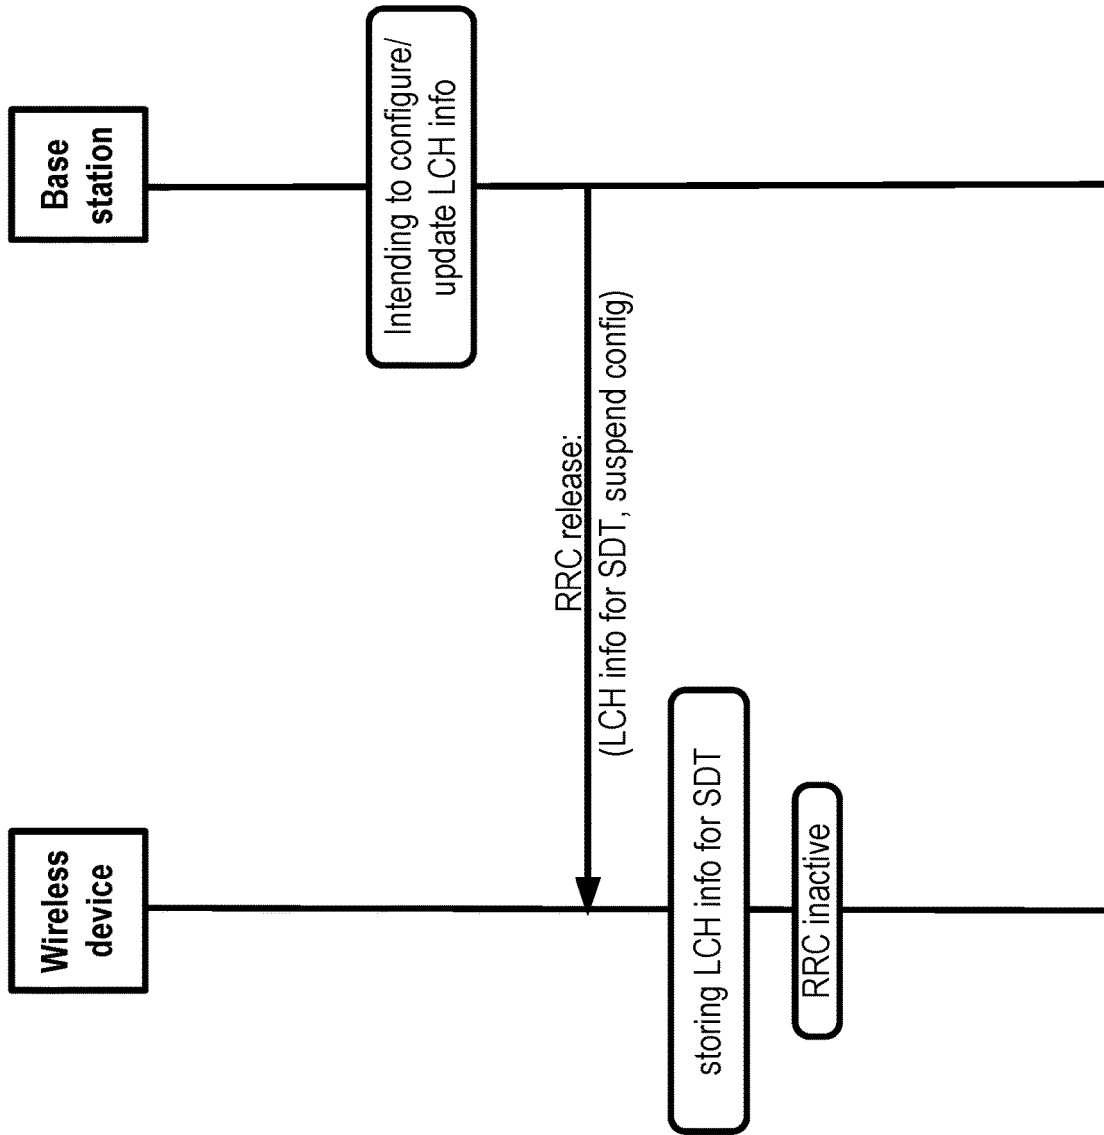 Wireless
device
Base
station
Intending to configure/
update LCH info
RRC release:
(LCH info for SDT, suspend config)
storing LCH info for SDT
RRC inactive